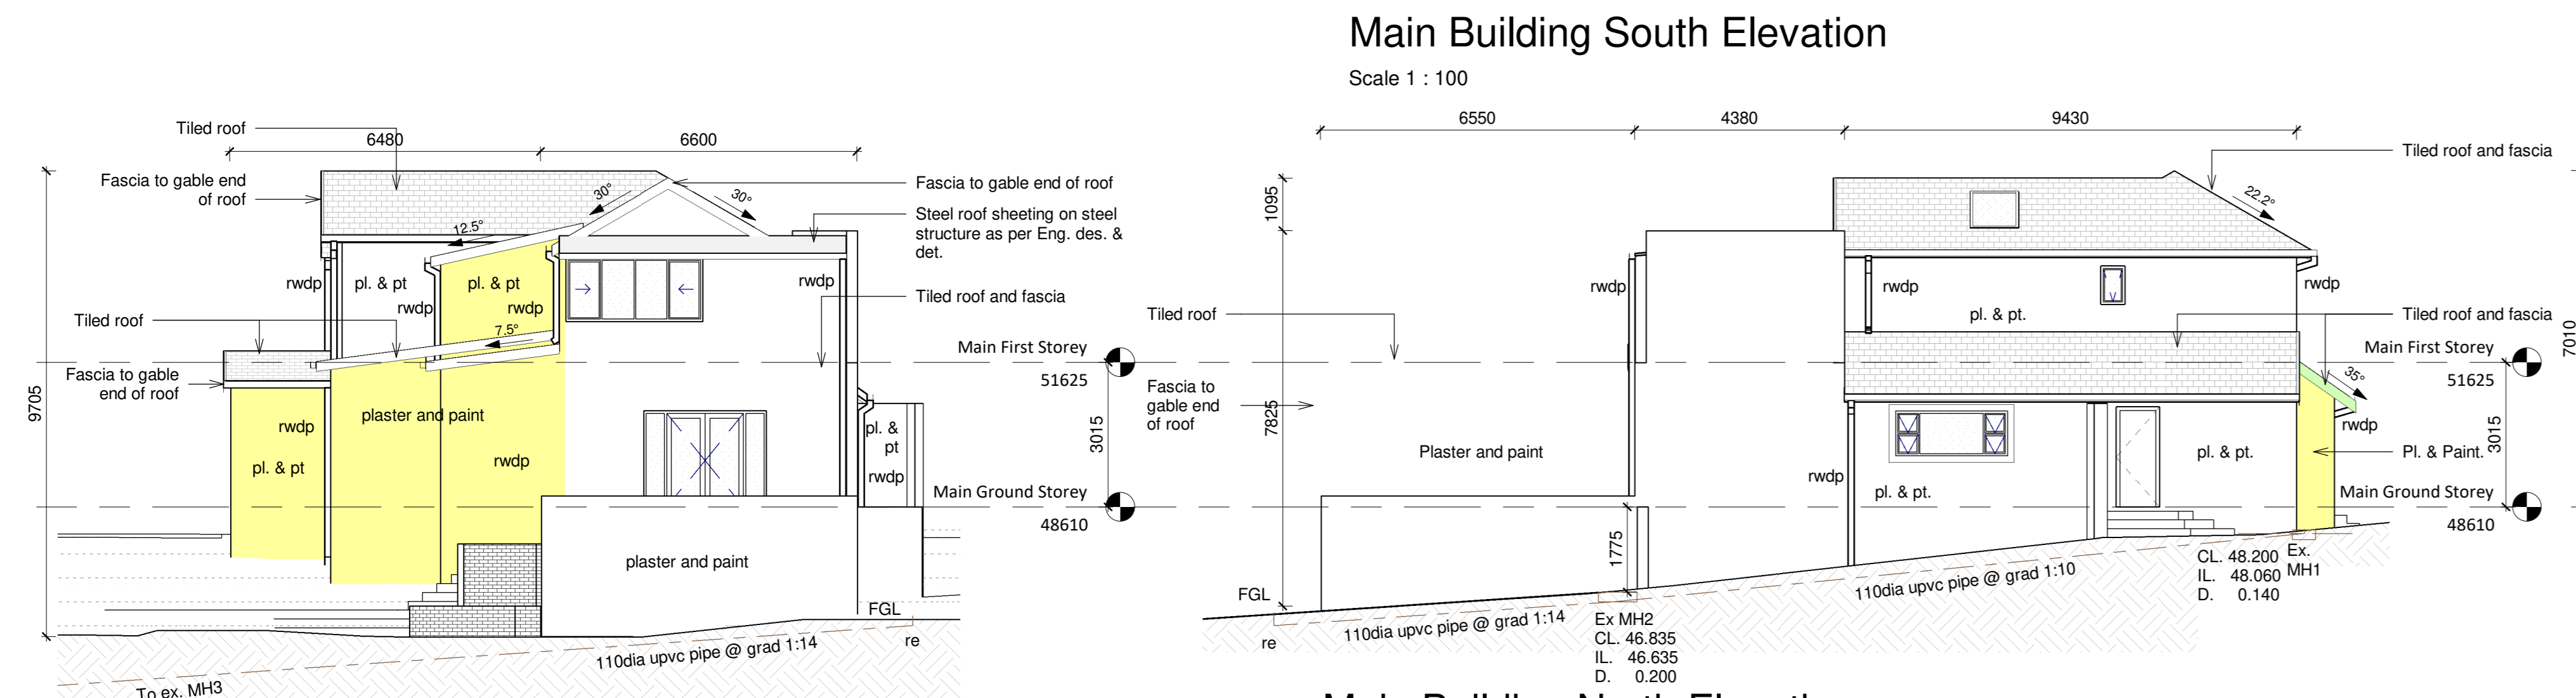 Main Building South Elevation
Scale 1 : 100
Tiled roof
6480
6600
Fascia to gable end
of roof
30°
30°
12.5°
Fascia to gable end of roof
Steel roof sheeting on steel
structure as per Eng. des. &
det.
rwdp
pl. & pt
rwdp
pl. & pt
rwdp
rwdp
Tiled roof and fascia
Tiled roof
7.5°
Fascia to gable
end of roof
9705
plaster and paint
rwdp
pl. & pt
rwdp
pl. &
pt
rwdp
plaster and paint
FGL
re
110dia upvc pipe @ grad 1:14
To ex. MH3
Main First Storey
51625
3015
Main Ground Storey
48610
6550
4380
9430
1095
7825
Tiled roof
Fascia to
gable end
of roof
Plaster and paint
rwdp
rwdp
pl. & pt.
22.2°
Tiled roof and fascia
rwdp
Tiled roof and fascia
Main First Storey
51625
7010
35°
rwdp
Pl. & Paint.
3015
rwdp
pl. & pt.
pl. & pt.
Main Ground Storey
48610
1775
FGL
re
110dia upvc pipe @ grad 1:14
Ex MH2
CL. 46.835
IL. 46.635
D. 0.200
110dia upvc pipe @ grad 1:10
CL. 48.200
IL. 48.060
D. 0.140
Ex.
MH1